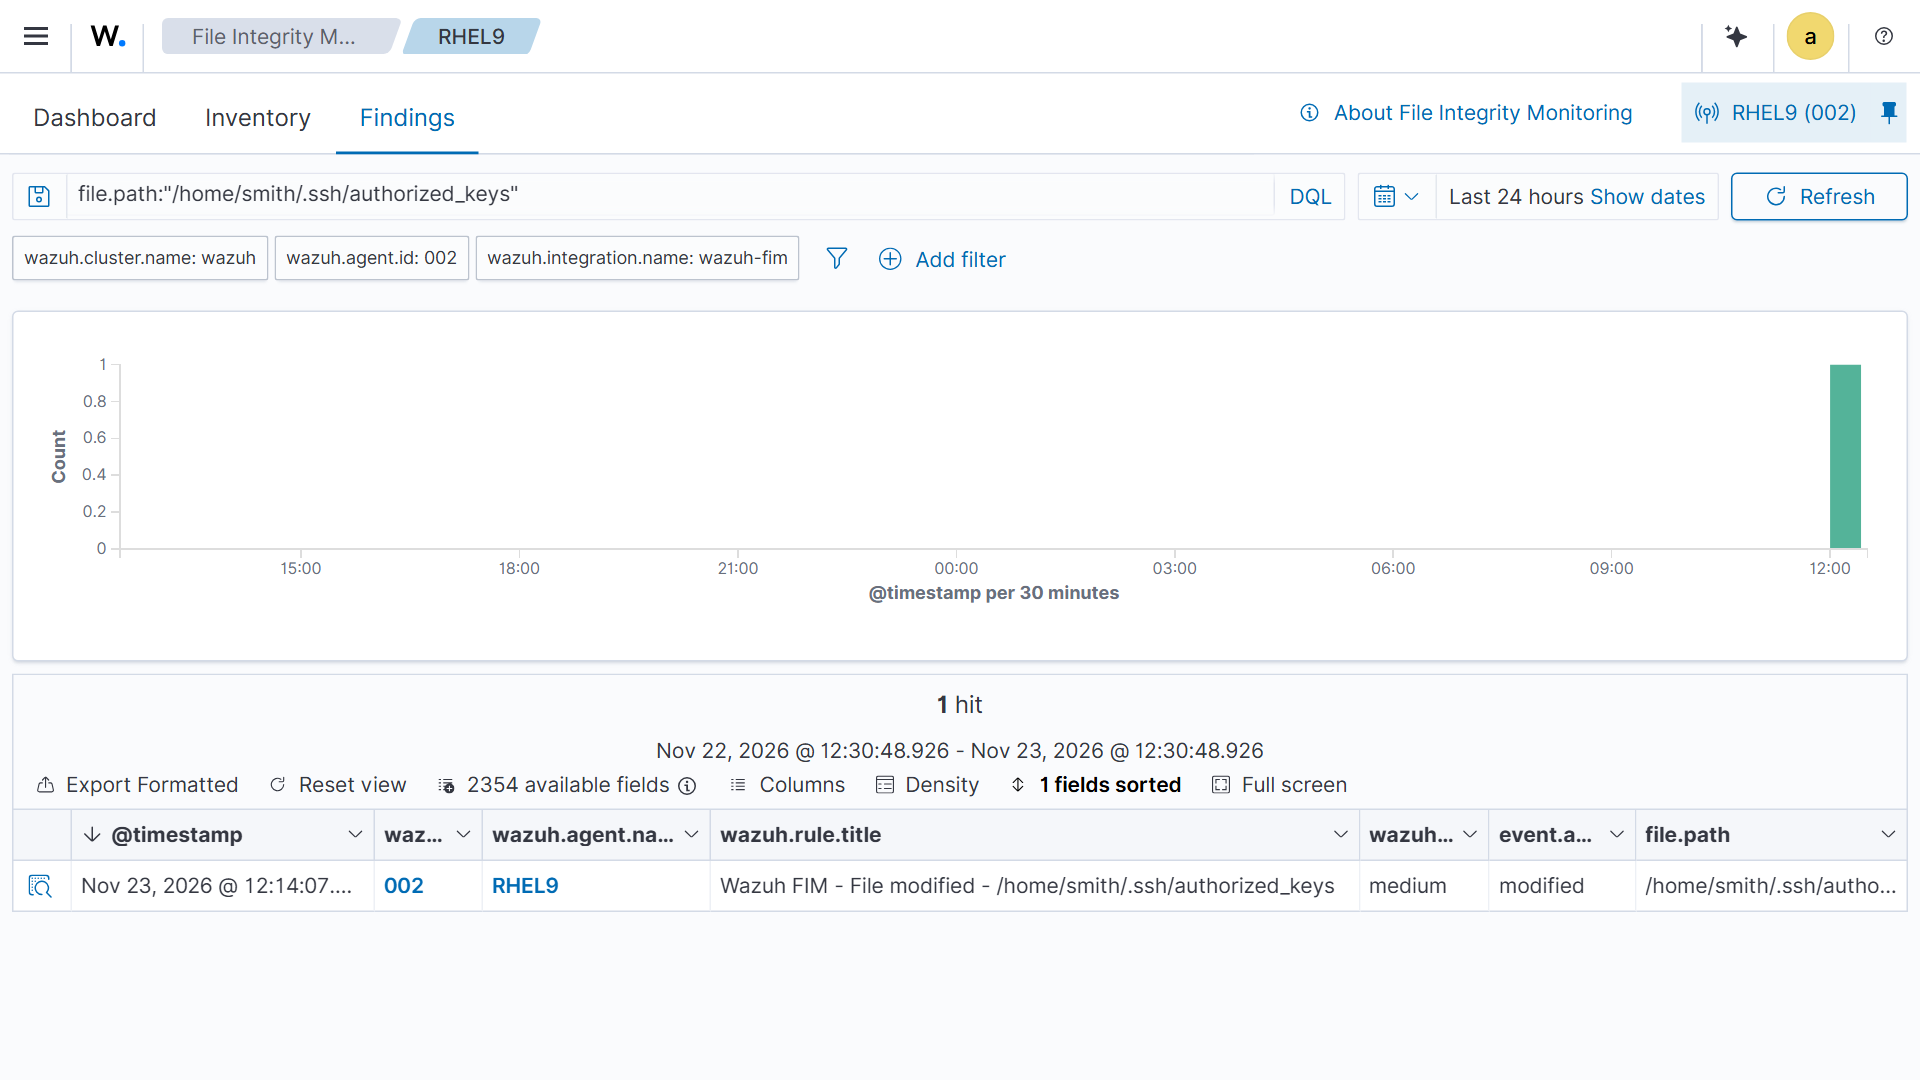 W.
File Integrity M...
RHEL9
a
Dashboard
Inventory
Findings
About File Integrity Monitoring
RHEL9 (002)
file.path:"/home/smith/.ssh/authorized_keys"
DQL
Last 24 hours Show dates
Refresh
wazuh.cluster.name: wazuh
wazuh.agent.id: 002
wazuh.integration.name: wazuh-fim
Add filter
1
0.8
0.6
0.4
0.2
0
Count
15:00
18:00
21:00
00:00
03:00
06:00
09:00
12:00
@timestamp per 30 minutes
1 hit
Nov 22, 2026 @ 12:30:48.926 - Nov 23, 2026 @ 12:30:48.926
Export Formatted
Reset view
2354 available fields
Columns
Density
1 fields sorted
Full screen
@timestamp
waz...
wazuh.agent.na...
wazuh.rule.title
wazuh...
event.a...
file.path
Nov 23, 2026 @ 12:14:07....
002
RHEL9
Wazuh FIM - File modified - /home/smith/.ssh/authorized_keys
medium
modified
/home/smith/.ssh/autho...